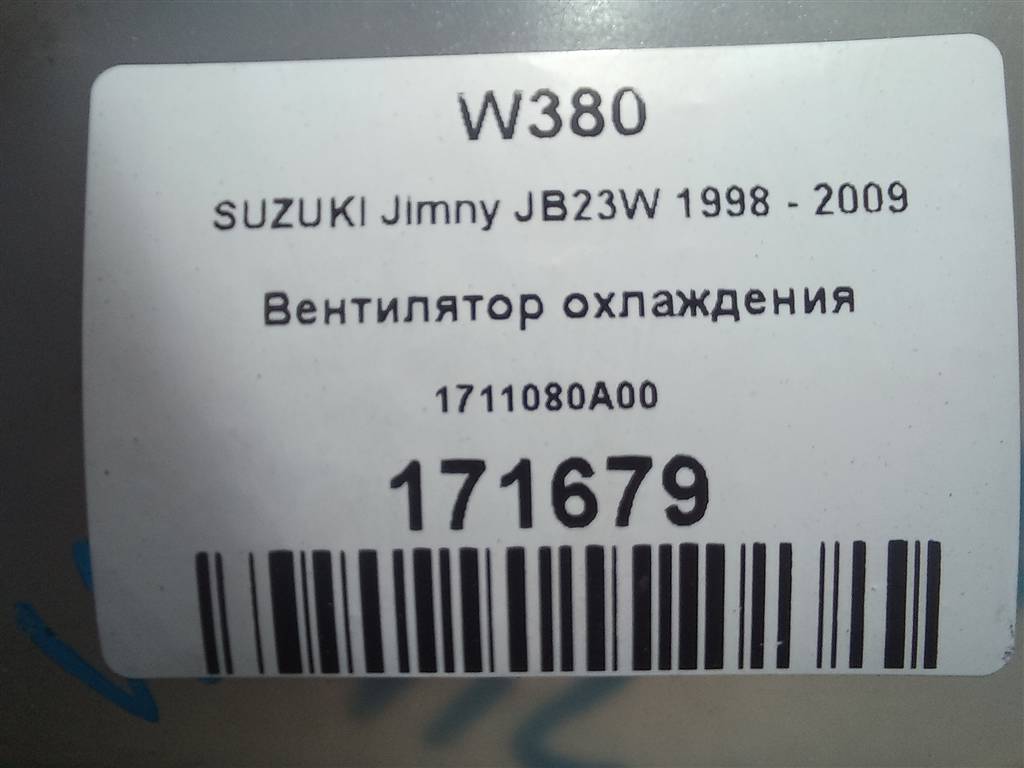 W380
SUZUKI Jimny JB23W 1998 - 2009
Вентилятор охлаждения
1711080A00
171679